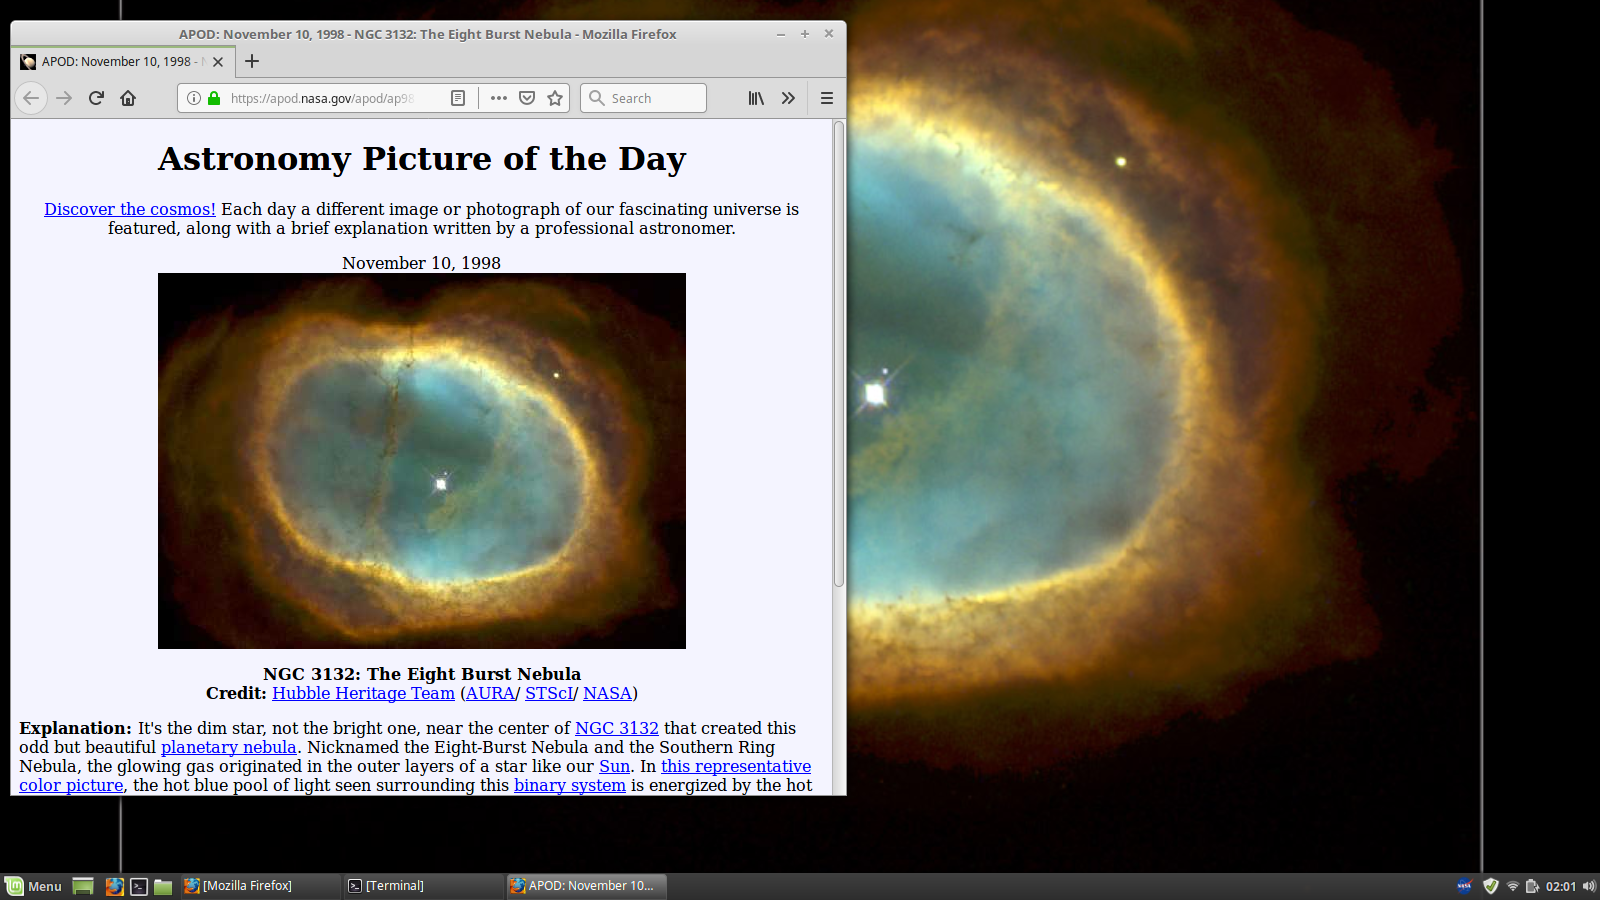 APOD: November 10, 1998 - NGC 3132: The Eight Burst Nebula - Mozilla Firefox
APOD: November 10, 1998 -
https://apod.nasa.gov/apod/ap98
Search
Astronomy Picture of the Day
Discover the cosmos! Each day a different image or photograph of our fascinating universe is
featured, along with a brief explanation written by a professional astronomer.
November 10, 1998
NGC 3132: The Eight Burst Nebula
Credit: Hubble Heritage Team (AURA/ STScI/ NASA)
Explanation: It's the dim star, not the bright one, near the center of NGC 3132 that created this
odd but beautiful planetary nebula. Nicknamed the Eight-Burst Nebula and the Southern Ring
Nebula, the glowing gas originated in the outer layers of a star like our Sun. In this representative
color picture, the hot blue pool of light seen surrounding this binary system is energized by the hot
Menu
[Mozilla Firefox]
[Terminal]
APOD: November 10...
NASA
02:01